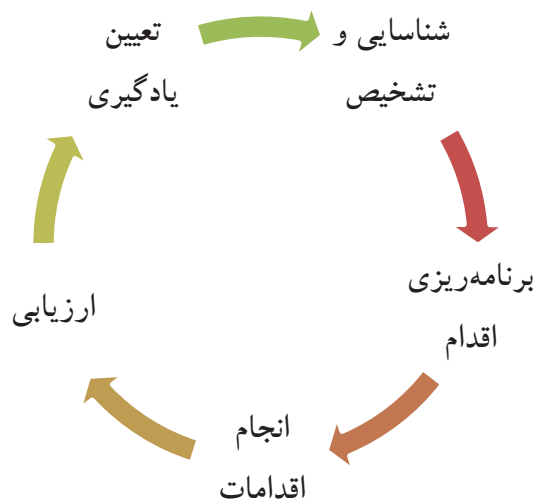 شناسایی و
تشخیص
برنامه‌ریزی
اقدام
انجام
اقدامات
ارزیابی
تعیین
یادگیری